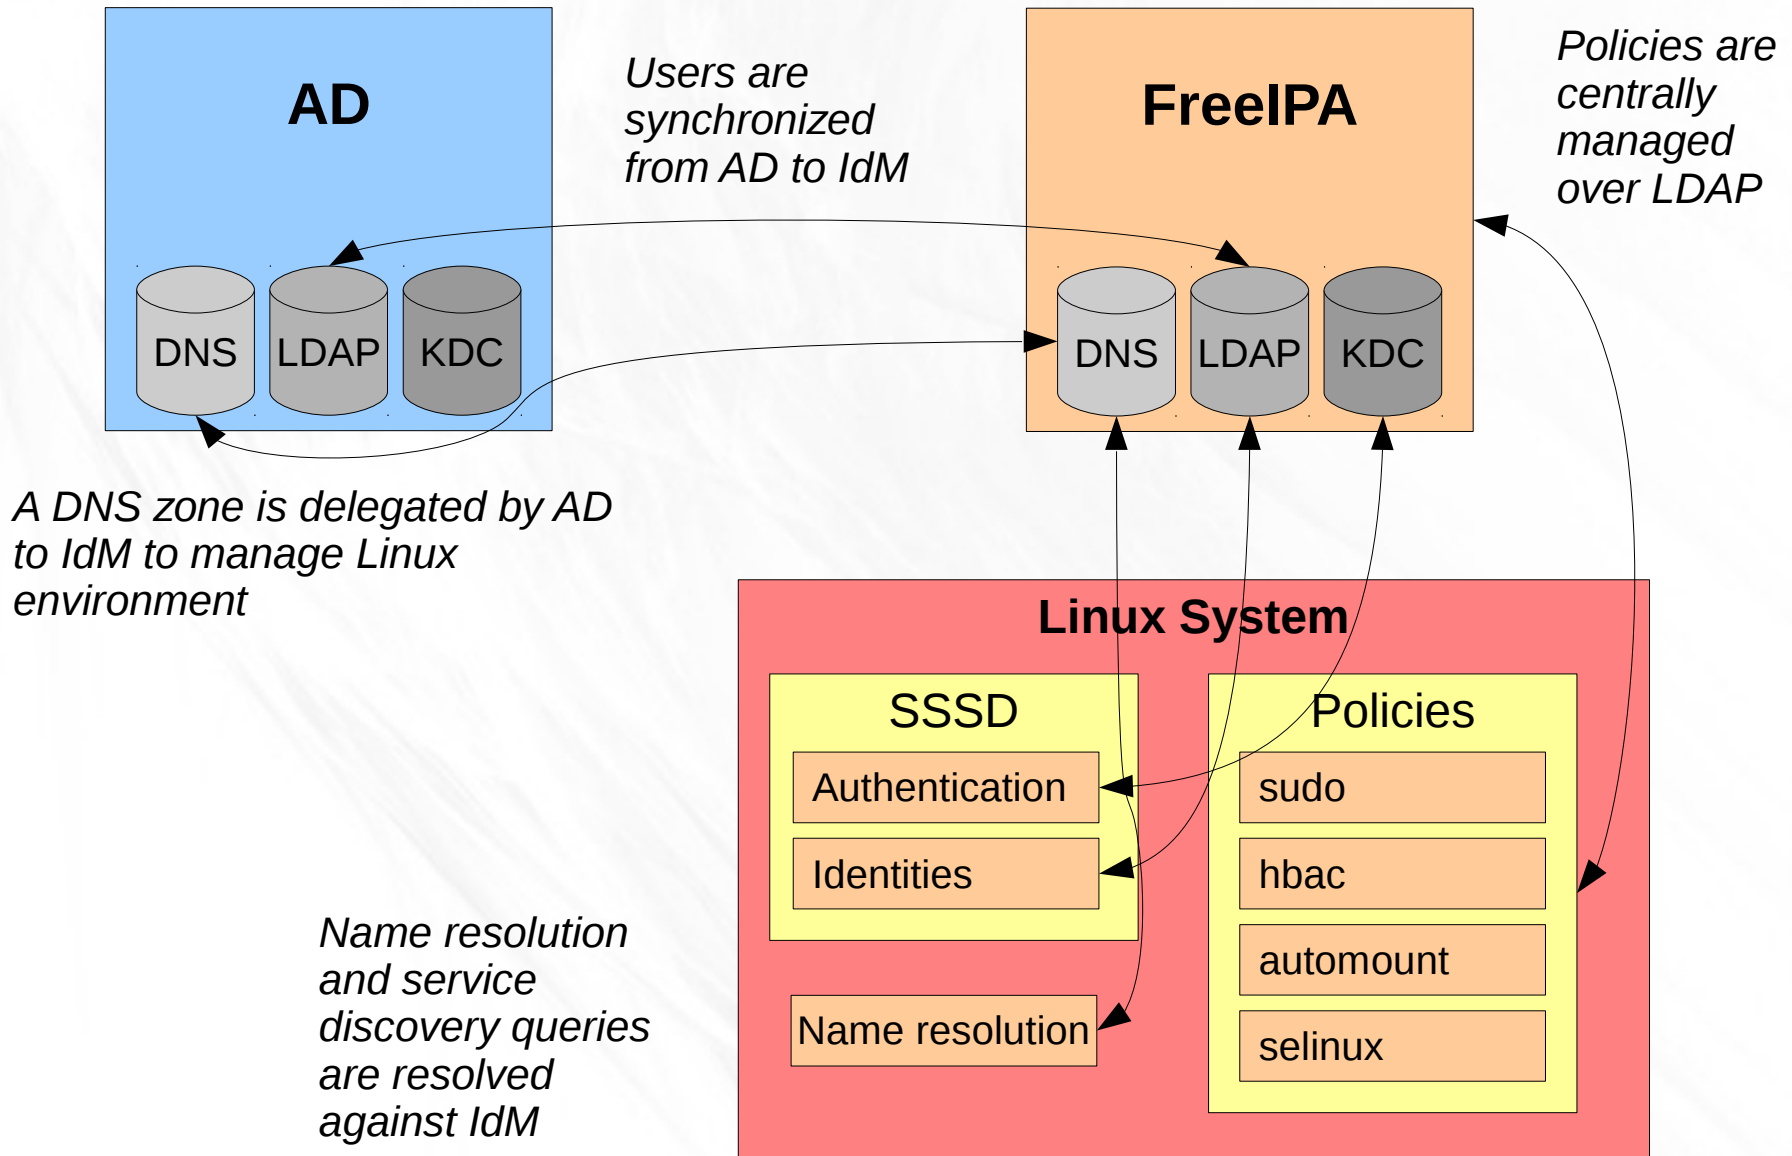 AD
Users are
synchronized
from AD to IdM
FreeIPA
Policies are
centrally
managed
over LDAP
DNS
LDAP
KDC
DNS
LDAP
KDC
A DNS zone is delegated by AD
to IdM to manage Linux
environment
Linux System
SSSD
Authentication
Identities
Name resolution
Policies
sudo
hbac
automount
selinux
Name resolution
and service
discovery queries
are resolved
against IdM